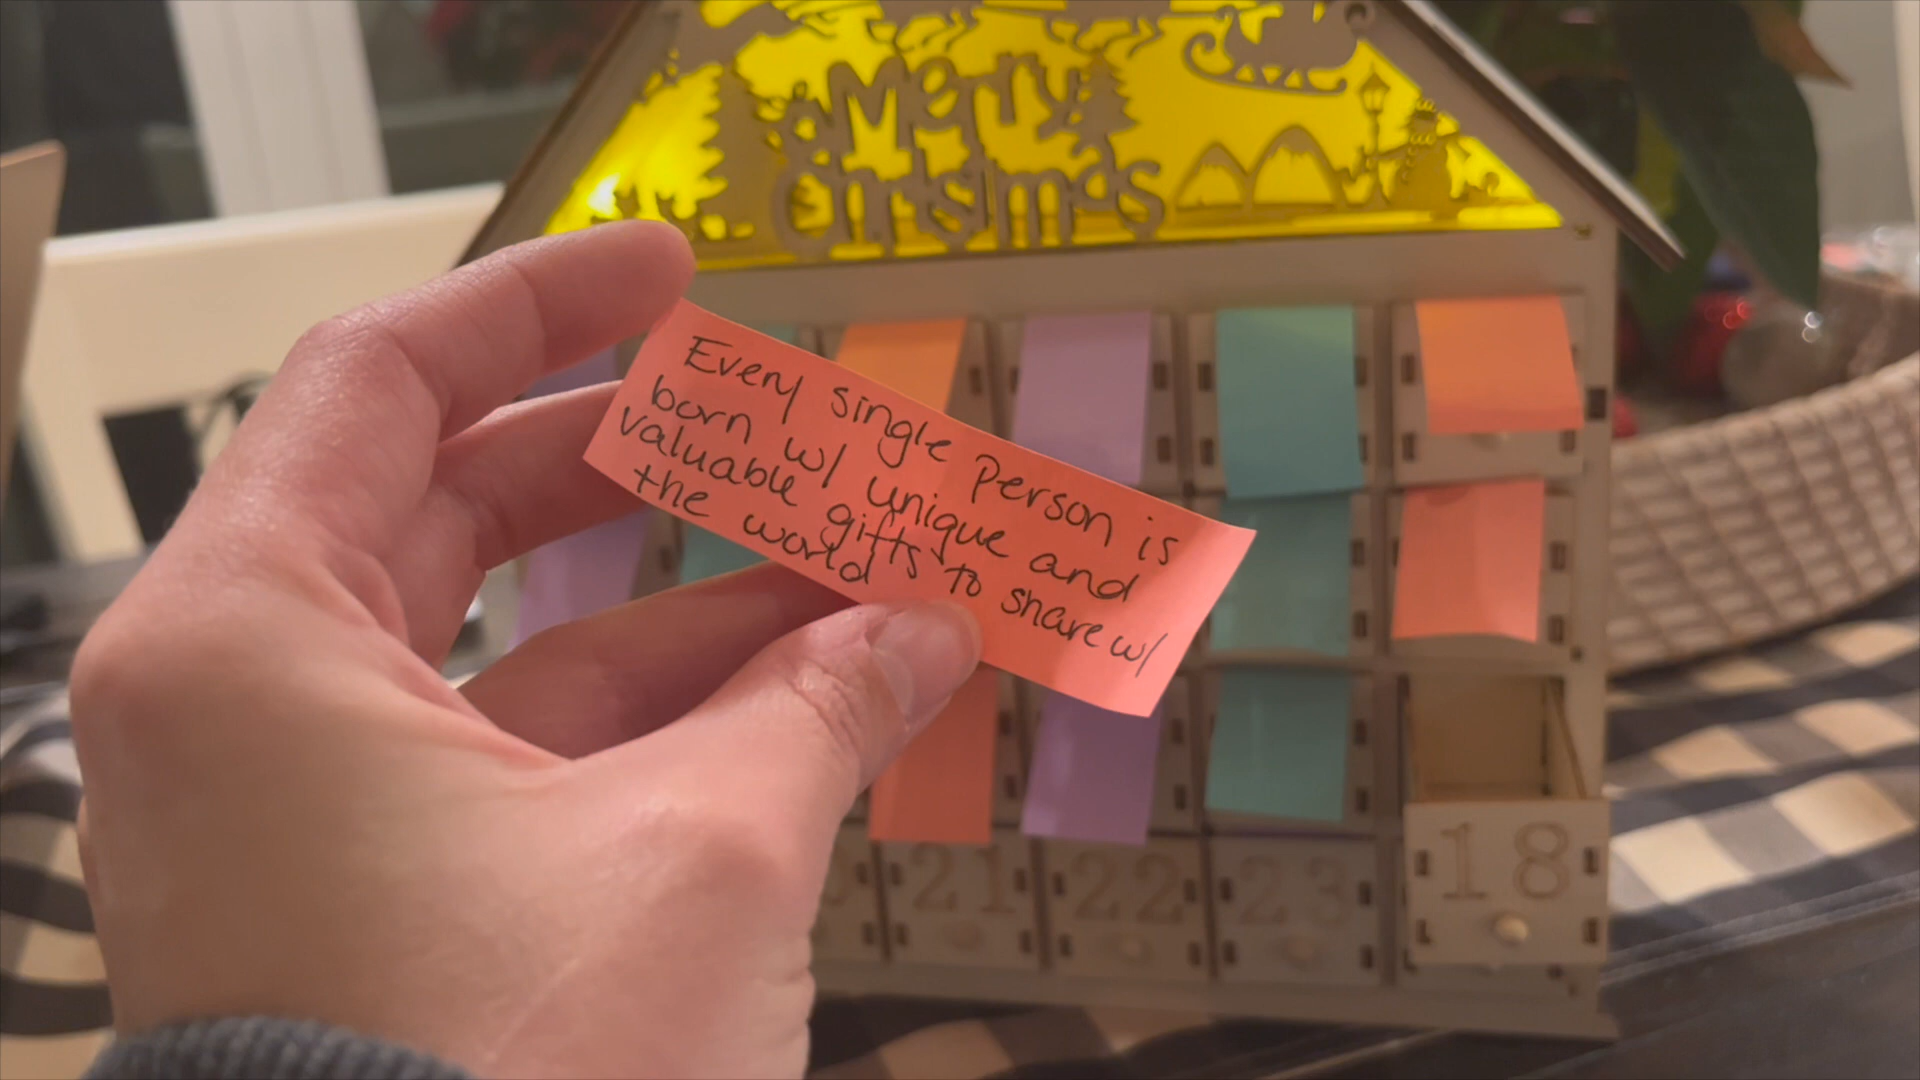 Merry
Christmas
Every single person is
born w/ unique and
valuable gifts to share w/
the world
21
22
23
18